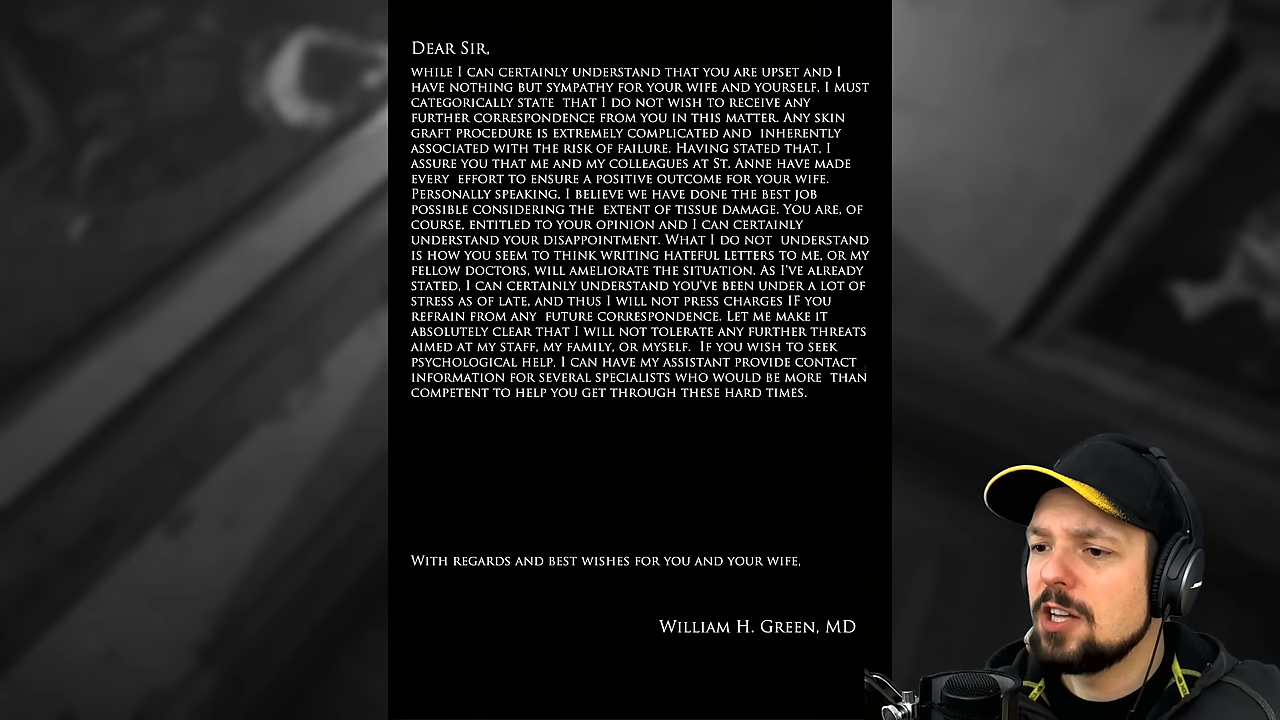 Dear Sir,
while I can certainly understand that you are upset and I
have nothing but sympathy for your wife and yourself, I must
categorically state that I do not wish to receive any
further correspondence from you in this matter. Any skin
graft procedure is extremely complicated and inherently
associated with the risk of failure. Having stated that, I
assure you that me and my colleagues at St. Anne have made
every effort to ensure a positive outcome for your wife.
Personally speaking, I believe we have done the best job
possible considering the extent of tissue damage. You are, of
course, entitled to your opinion and I can certainly
understand your disappointment. What I do not understand
is how you seem to think writing hateful letters to me, or my
fellow doctors, will ameliorate the situation. As I've already
stated, I can certainly understand you've been under a lot of
stress as of late, and thus I will not press charges IF you
refrain from any future correspondence. Let me make it
absolutely clear that I will not tolerate any further threats
aimed at my staff, my family, or myself. If you wish to seek
psychological help, I can have my assistant provide contact
information for several specialists who would be more than
competent to help you get through these hard times.
With regards and best wishes for you and your wife,
William H. Green, MD